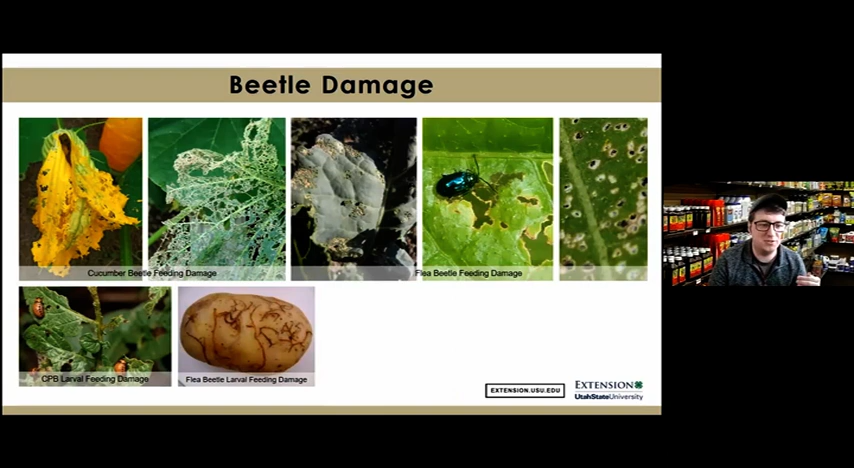 Beetle Damage
Cucumber Beetle Feeding Damage
Flea Beetle Feeding Damage
CPB Larval Feeding Damage
Flea Beetle Larval Feeding Damage
EXTENSION.USU.EDU
EXTENSION
UtahStateUniversity